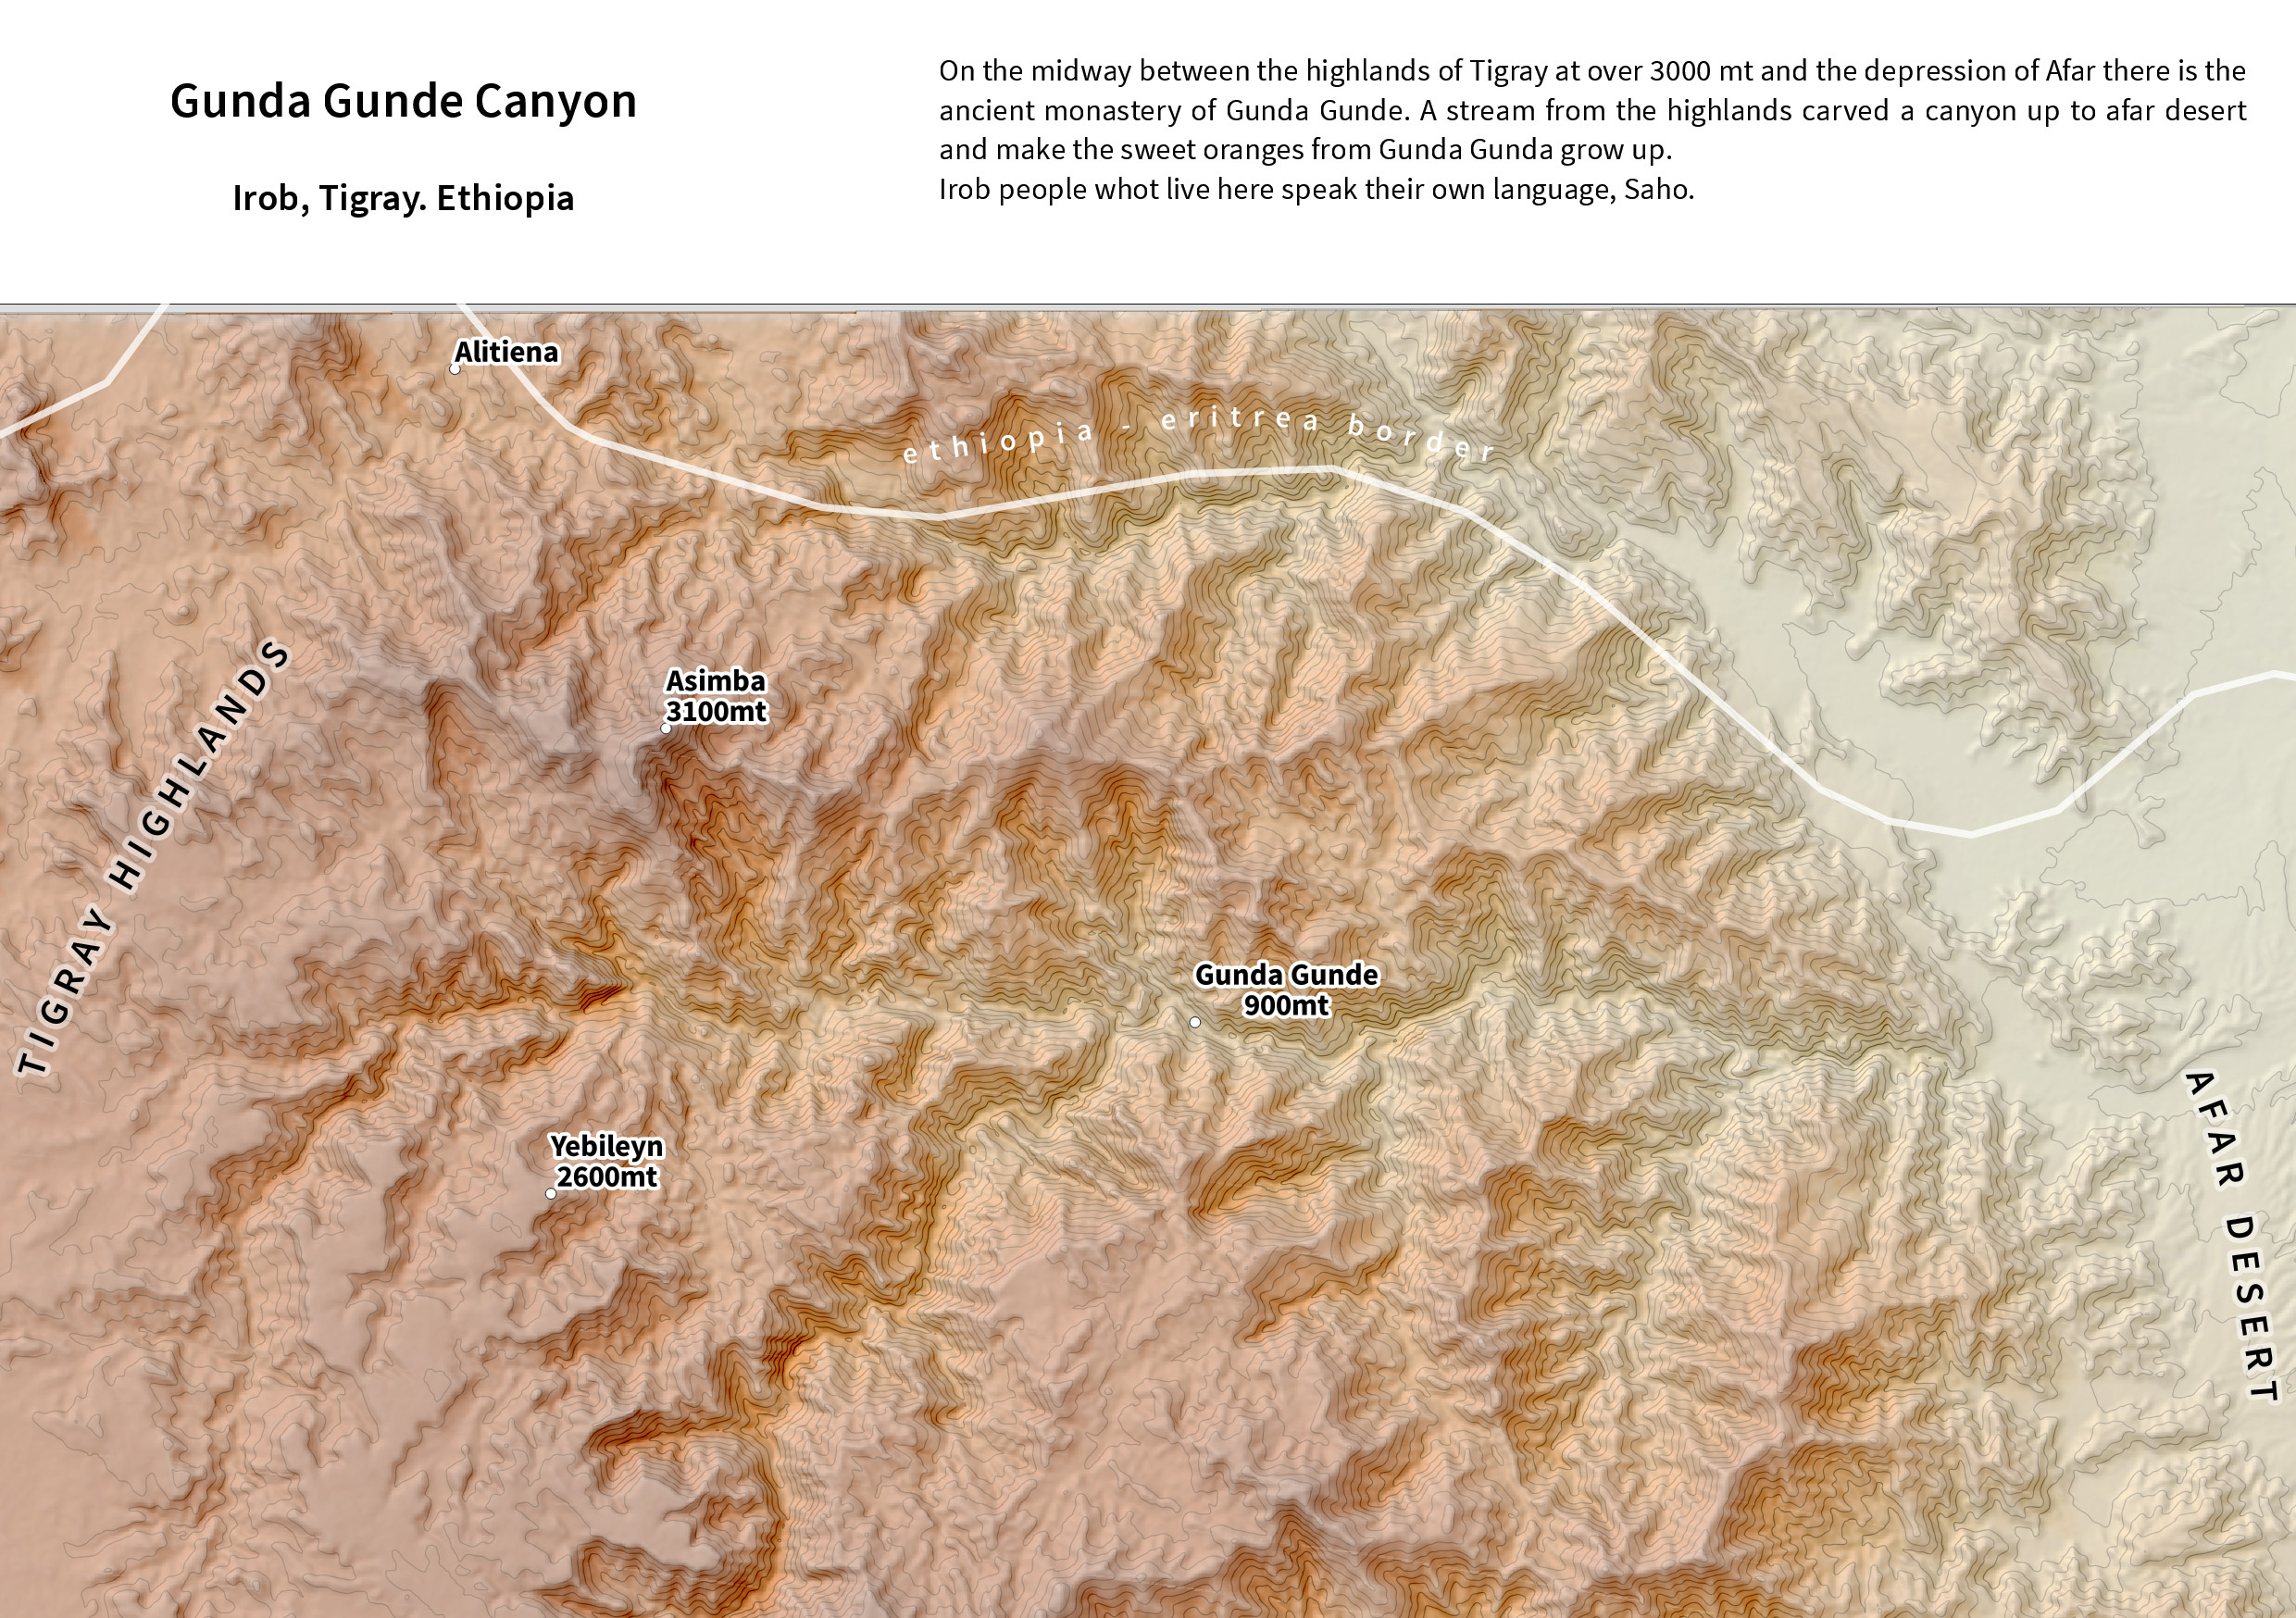 Gunda Gunde Canyon
Irob, Tigray. Ethiopia
On the midway between the highlands of Tigray at over 3000 mt and the depression of Afar there is the
ancient monastery of Gunda Gunde. A stream from the highlands carved a canyon up to afar desert
and make the sweet oranges from Gunda Gunda grow up.
Irob people whot live here speak their own language, Saho.
Alitiena
ethiopia - eritrea border
Asimba
3100mt
TIGRAY HIGHLANDS
Gunda Gunde
900mt
Yebileyn
2600mt
AFAR DESERT